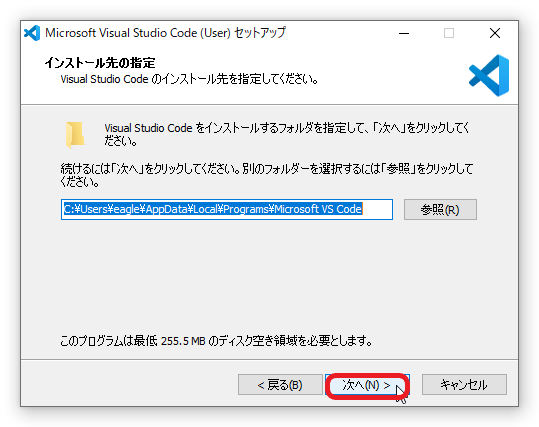 Microsoft Visual Studio Code (User) セットアップ
インストール先の指定
Visual Studio Code のインストール先を指定してください。
Visual Studio Code をインストールするフォルダを指定して、「次へ」をクリックしてく
ださい。
続けるには「次へ」をクリックしてください。別のフォルダーを選択するには「参照」をクリックして
ください。
C:¥Users¥eagle¥AppData¥Local¥Programs¥Microsoft VS Code
参照(R)
このプログラムは最低 255.5 MB のディスク空き領域を必要とします。
< 戻る(B)
次へ(N) >
キャンセル